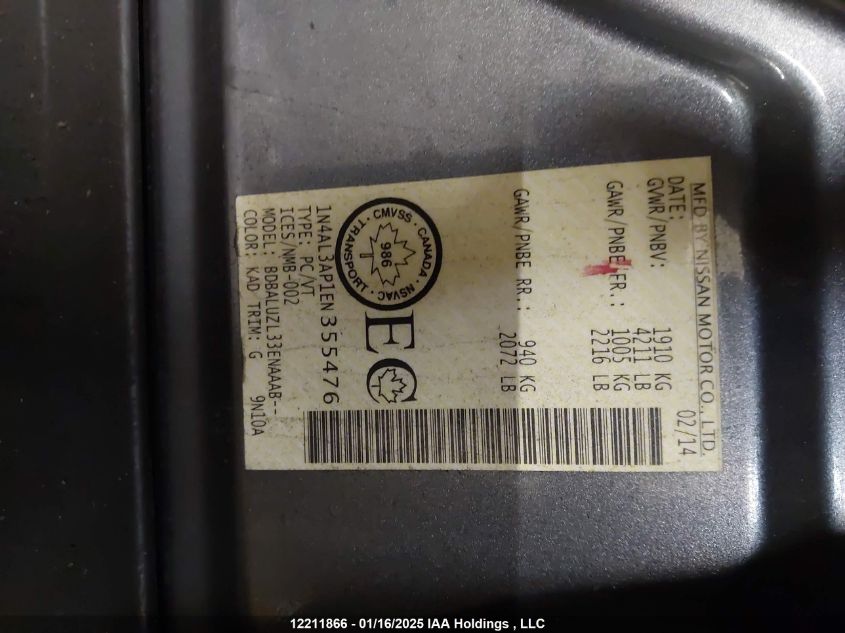 MFD BY NISSAN MOTOR CO., LTD.
DATE: 02/14
GVWR/PNBV: 1910 KG
4211 LB
GAWR/PNBE FR.: 1005 KG
2216 LB
GAWR/PNBE RR.: 940 KG
2072 LB
CMVSS · CANADA · NSVAC · TRANSPORT ·
986
EC
1N4AL3AP1EN355476
TYPE: PC/VT
ICES/NMB-002
MODEL: BDBALUZL33ENAAAB--
COLOR: KAD TRIM: G 9N10A
12211866 - 01/16/2025 IAA Holdings , LLC